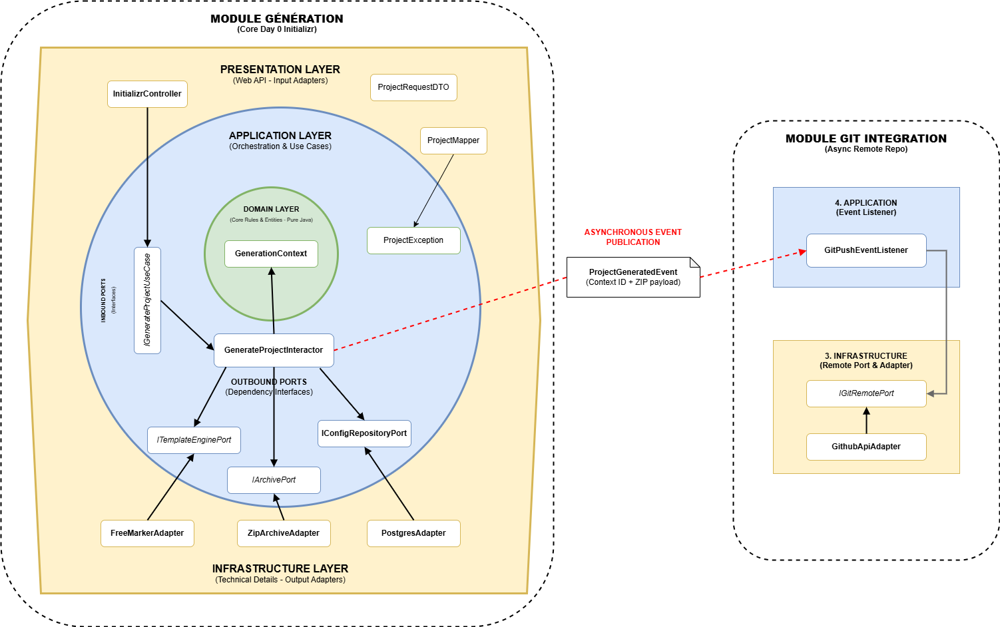 MODULE GÉNÉRATION
(Core Day 0 Initializr)
PRESENTATION LAYER
(Web API - Input Adapters)
InitializrController
ProjectRequestDTO
APPLICATION LAYER
(Orchestration & Use Cases)
ProjectMapper
DOMAIN LAYER
(Core Rules & Entities - Pure Java)
GenerationContext
ProjectException
INBOUND PORTS
(Interfaces)
IGenerateProjectUseCase
GenerateProjectInteractor
OUTBOUND PORTS
(Dependency Interfaces)
ITemplateEnginePort
IConfigRepositoryPort
IArchivePort
FreeMarkerAdapter
ZipArchiveAdapter
PostgresAdapter
INFRASTRUCTURE LAYER
(Technical Details - Output Adapters)
ASYNCHRONOUS EVENT
PUBLICATION
ProjectGeneratedEvent
(Context ID + ZIP payload)
MODULE GIT INTEGRATION
(Async Remote Repo)
4. APPLICATION
(Event Listener)
GitPushEventListener
3. INFRASTRUCTURE
(Remote Port & Adapter)
IGitRemotePort
GithubApiAdapter